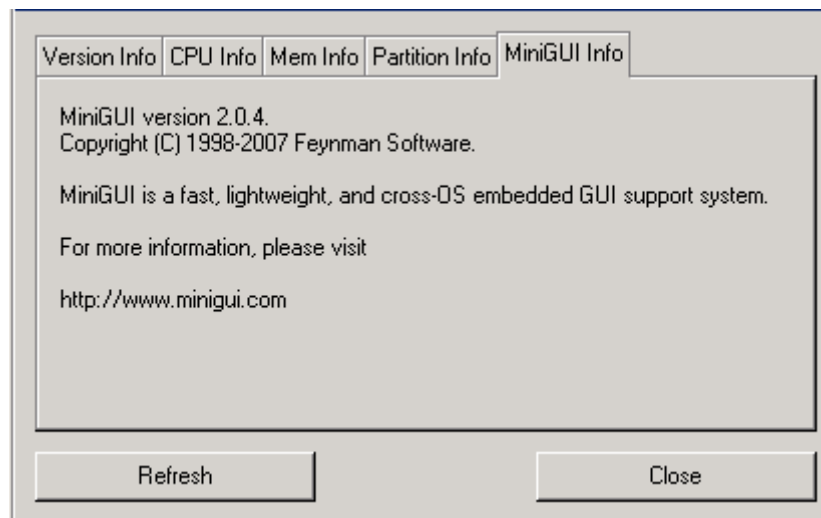 Version Info CPU Info Mem Info Partition Info MiniGUI Info
MiniGUI version 2.0.4.
Copyright (C) 1998-2007 Feynman Software.
MiniGUI is a fast, lightweight, and cross-OS embedded GUI support system.
For more information, please visit
http://www.minigui.com
Refresh Close